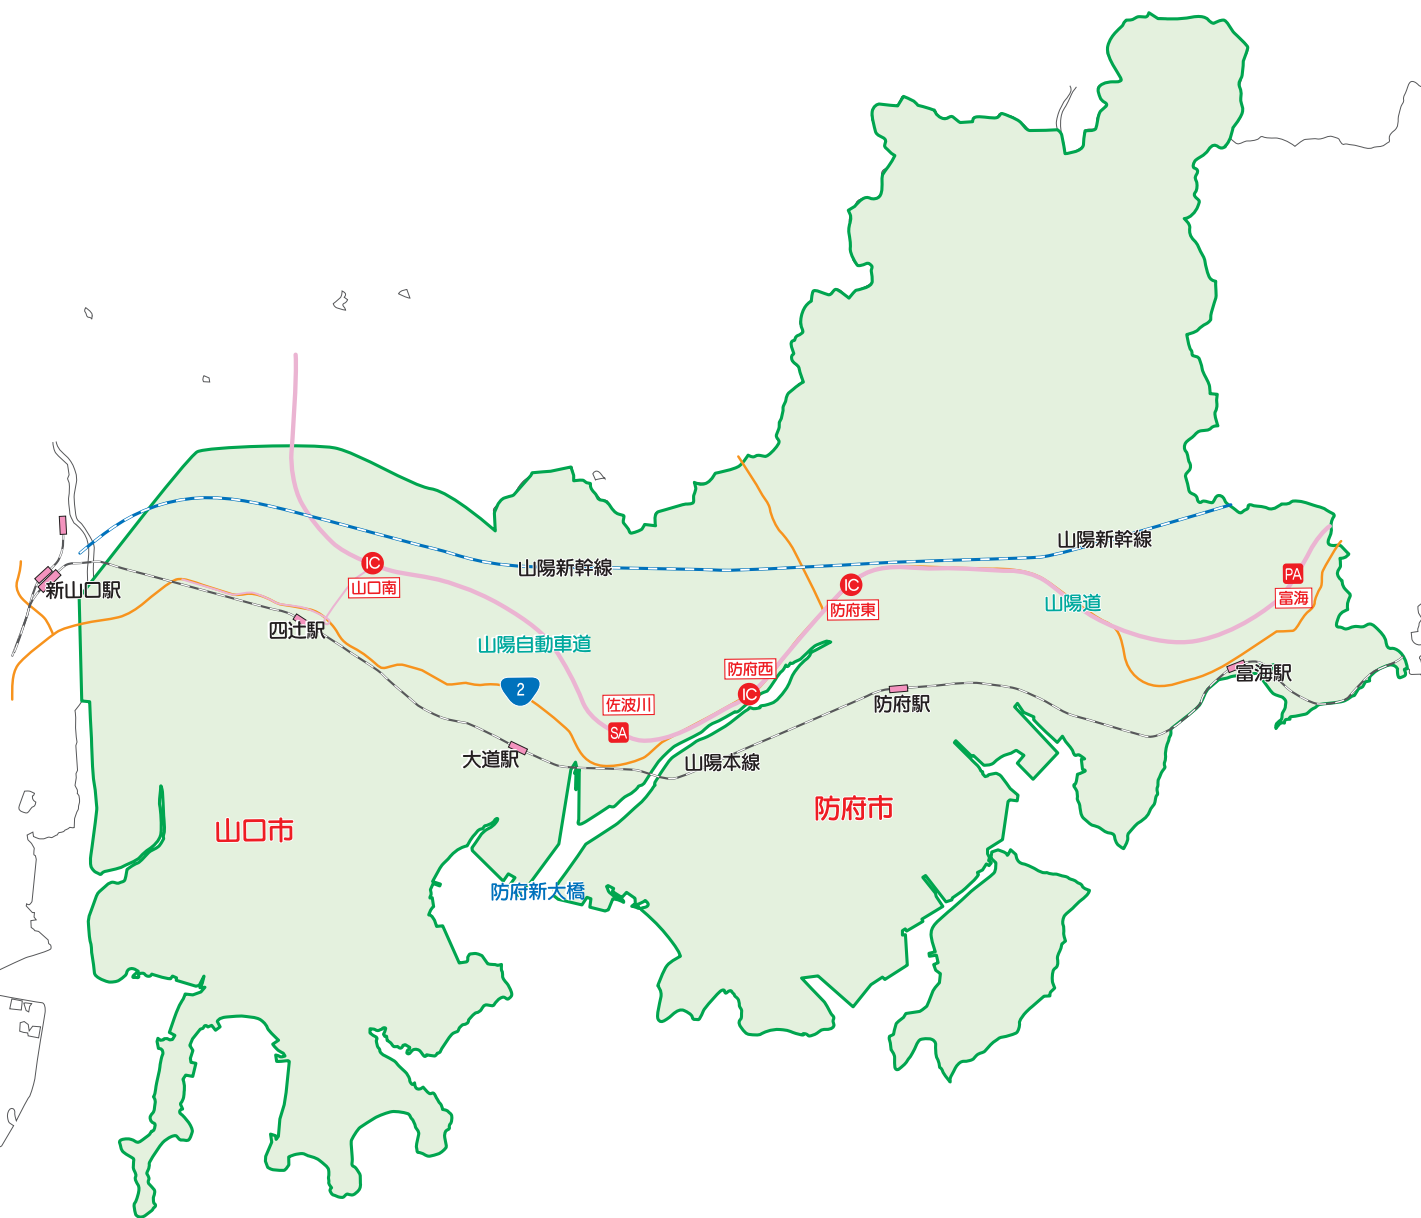 山陽新幹線
山陽新幹線
IC
山口南
新山口駅
四辻駅
IC
防府東
山陽道
PA
富海
山陽自動車道
防府西
IC
富海駅
2
佐波川
SA
防府駅
大道駅
山陽本線
山口市
防府市
防府新大橋